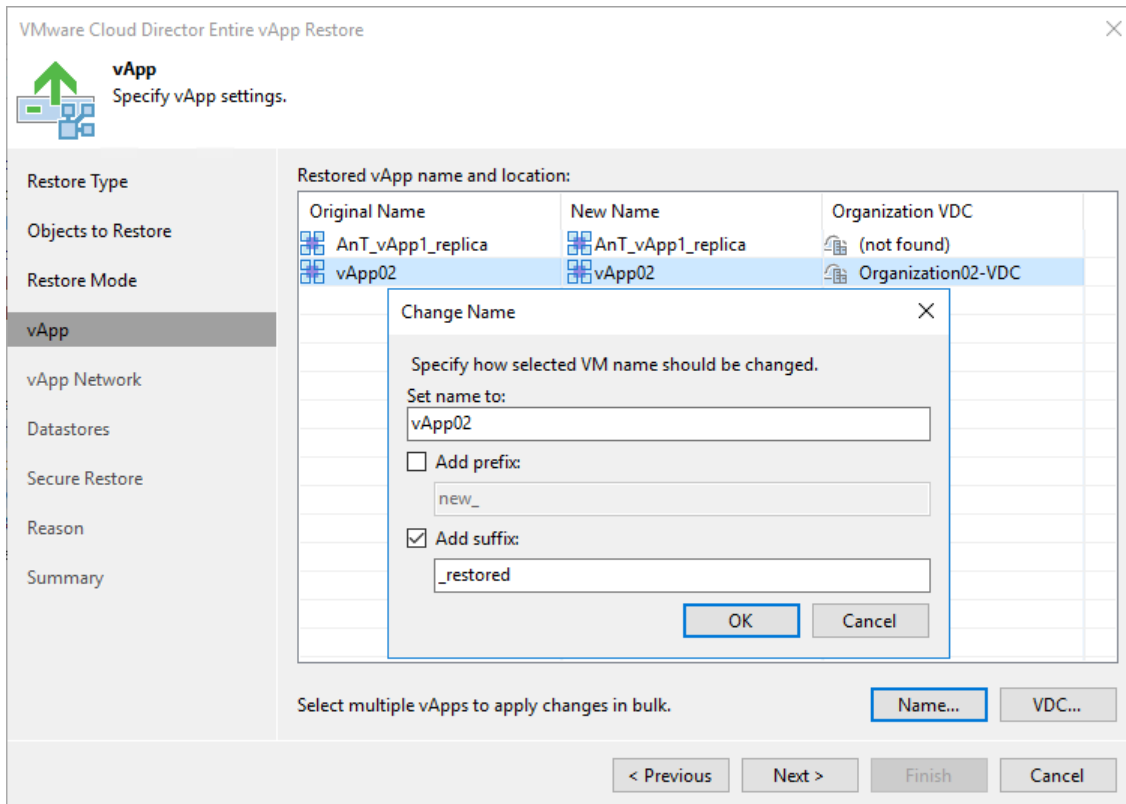 VMware Cloud Director Entire vApp Restore
vApp
Specify vApp settings.
Restore Type
Objects to Restore
Restore Mode
vApp
vApp Network
Datastores
Secure Restore
Reason
Summary
Restored vApp name and location:
Original Name New Name Organization VDC
AnT_vApp1_replica AnT_vApp1_replica (not found)
vApp02 vApp02 Organization02-VDC
Change Name
Specify how selected VM name should be changed.
Set name to:
vApp02
Add prefix:
new_
Add suffix:
_restored
OK Cancel
Select multiple vApps to apply changes in bulk. Name... VDC...
< Previous Next > Finish Cancel